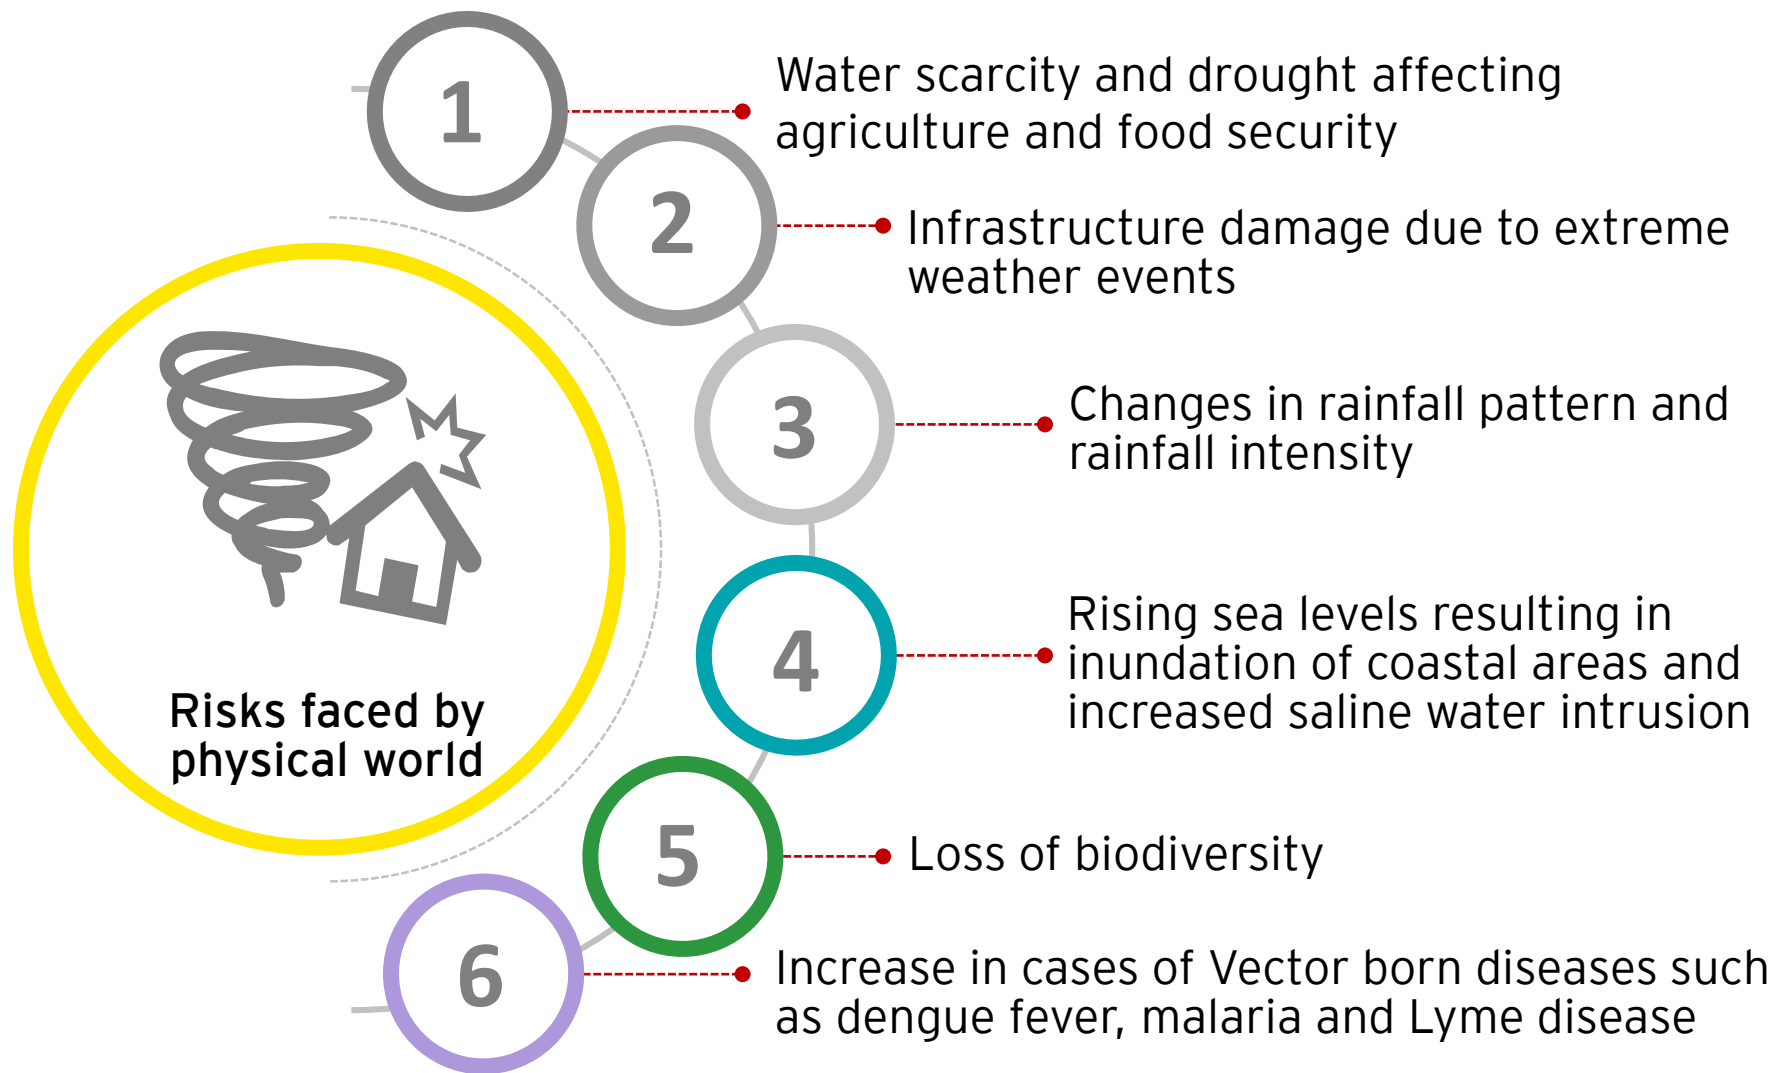 1
Water scarcity and drought affecting
agriculture and food security
2
Infrastructure damage due to extreme
weather events
3
Changes in rainfall pattern and
rainfall intensity
4
Rising sea levels resulting in
inundation of coastal areas and
increased saline water intrusion
Risks faced by
physical world
5
Loss of biodiversity
6
Increase in cases of Vector born diseases such
as dengue fever, malaria and Lyme disease